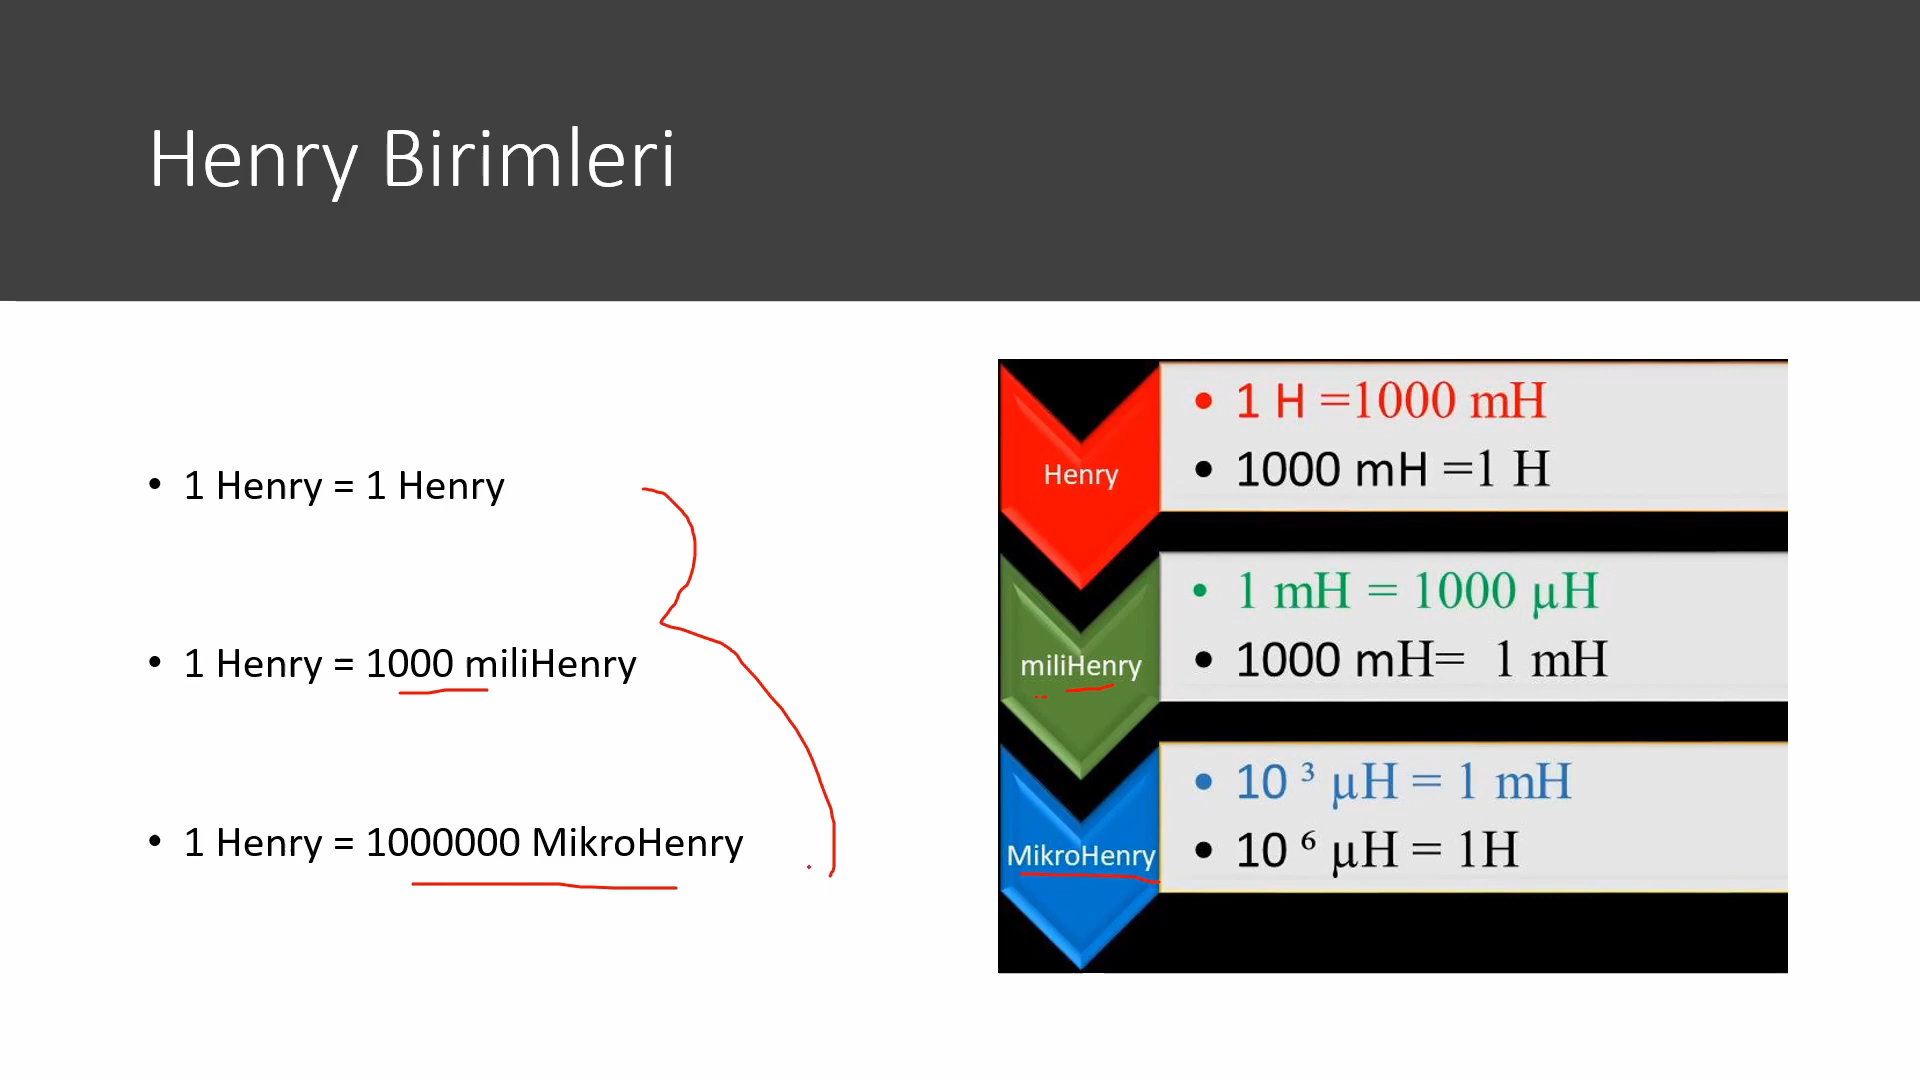 Henry Birimleri
• 1 Henry = 1 Henry
• 1 Henry = 1000 miliHenry
• 1 Henry = 1000000 MikroHenry
Henry
• 1 H =1000 mH
• 1000 mH =1 H
miliHenry
• 1 mH = 1000 µH
• 1000 mH= 1 mH
MikroHenry
• 10 ³ µH = 1 mH
• 10 ⁶ µH = 1H